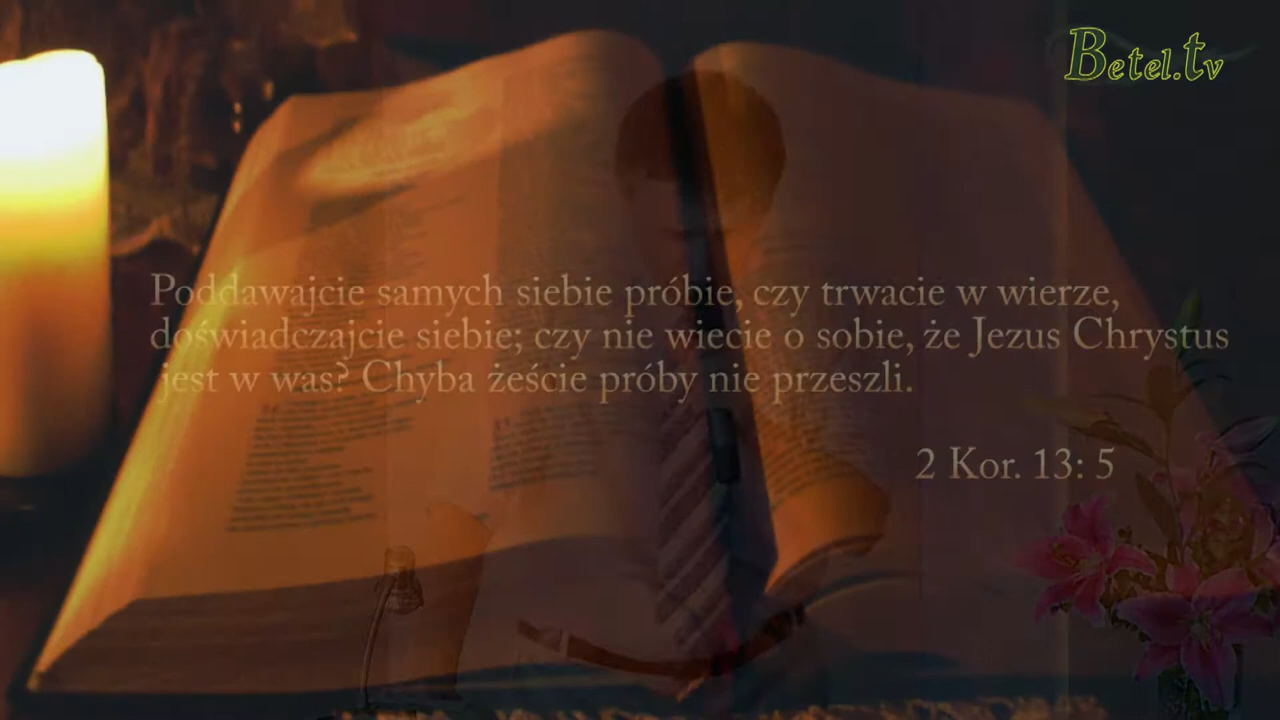 Betel.tv
Poddawajcie samych siebie próbie, czy trwacie w wierze,
doświadczajcie siebie; czy nie wiecie o sobie, że Jezus Chrystus
jest w was? Chyba żeście próby nie przeszli.
2 Kor. 13: 5